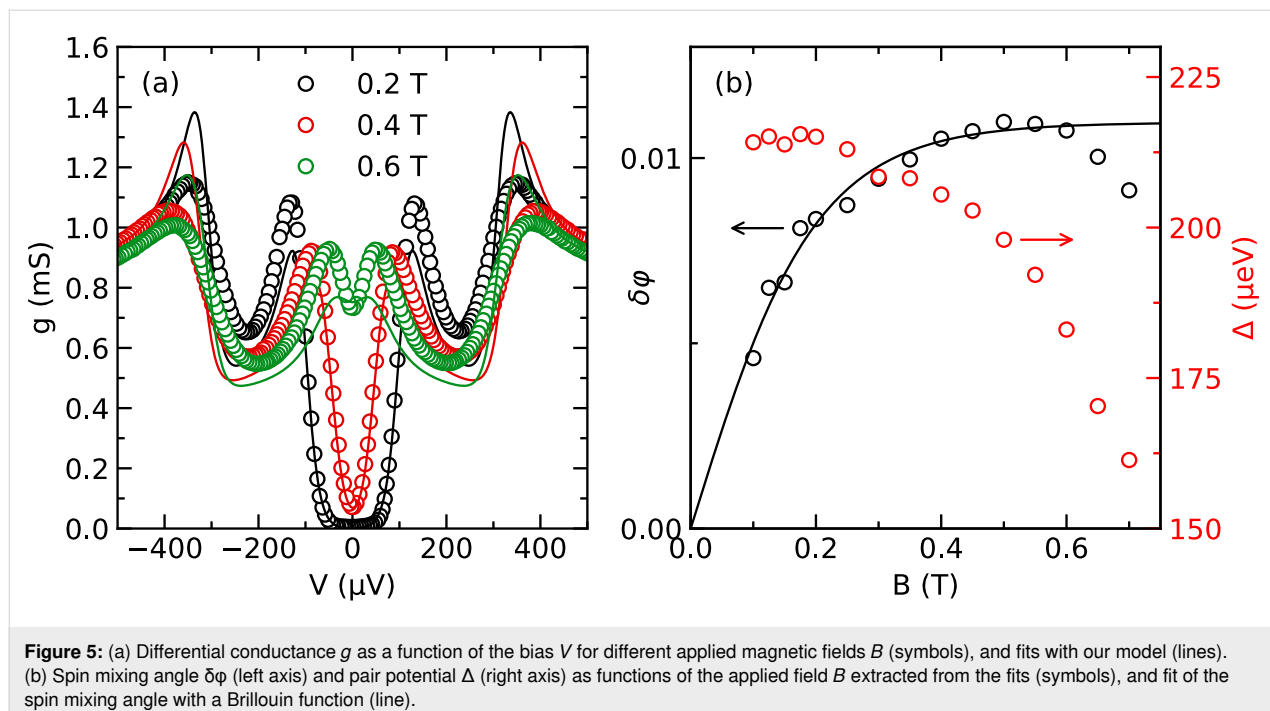 (a)
0.2 T
0.4 T
0.6 T
1.6
1.4
1.2
1.0
0.8
0.6
0.4
0.2
0.0
g (mS)
−400 −200 0 200 400
V (μV)
(b)
0.01
0.00
δφ
225
200
175
150
Δ (μeV)
0.0 0.2 0.4 0.6
B (T)
Figure 5: (a) Differential conductance g as a function of the bias V for different applied magnetic fields B (symbols), and fits with our model (lines).
(b) Spin mixing angle δφ (left axis) and pair potential Δ (right axis) as functions of the applied field B extracted from the fits (symbols), and fit of the
spin mixing angle with a Brillouin function (line).